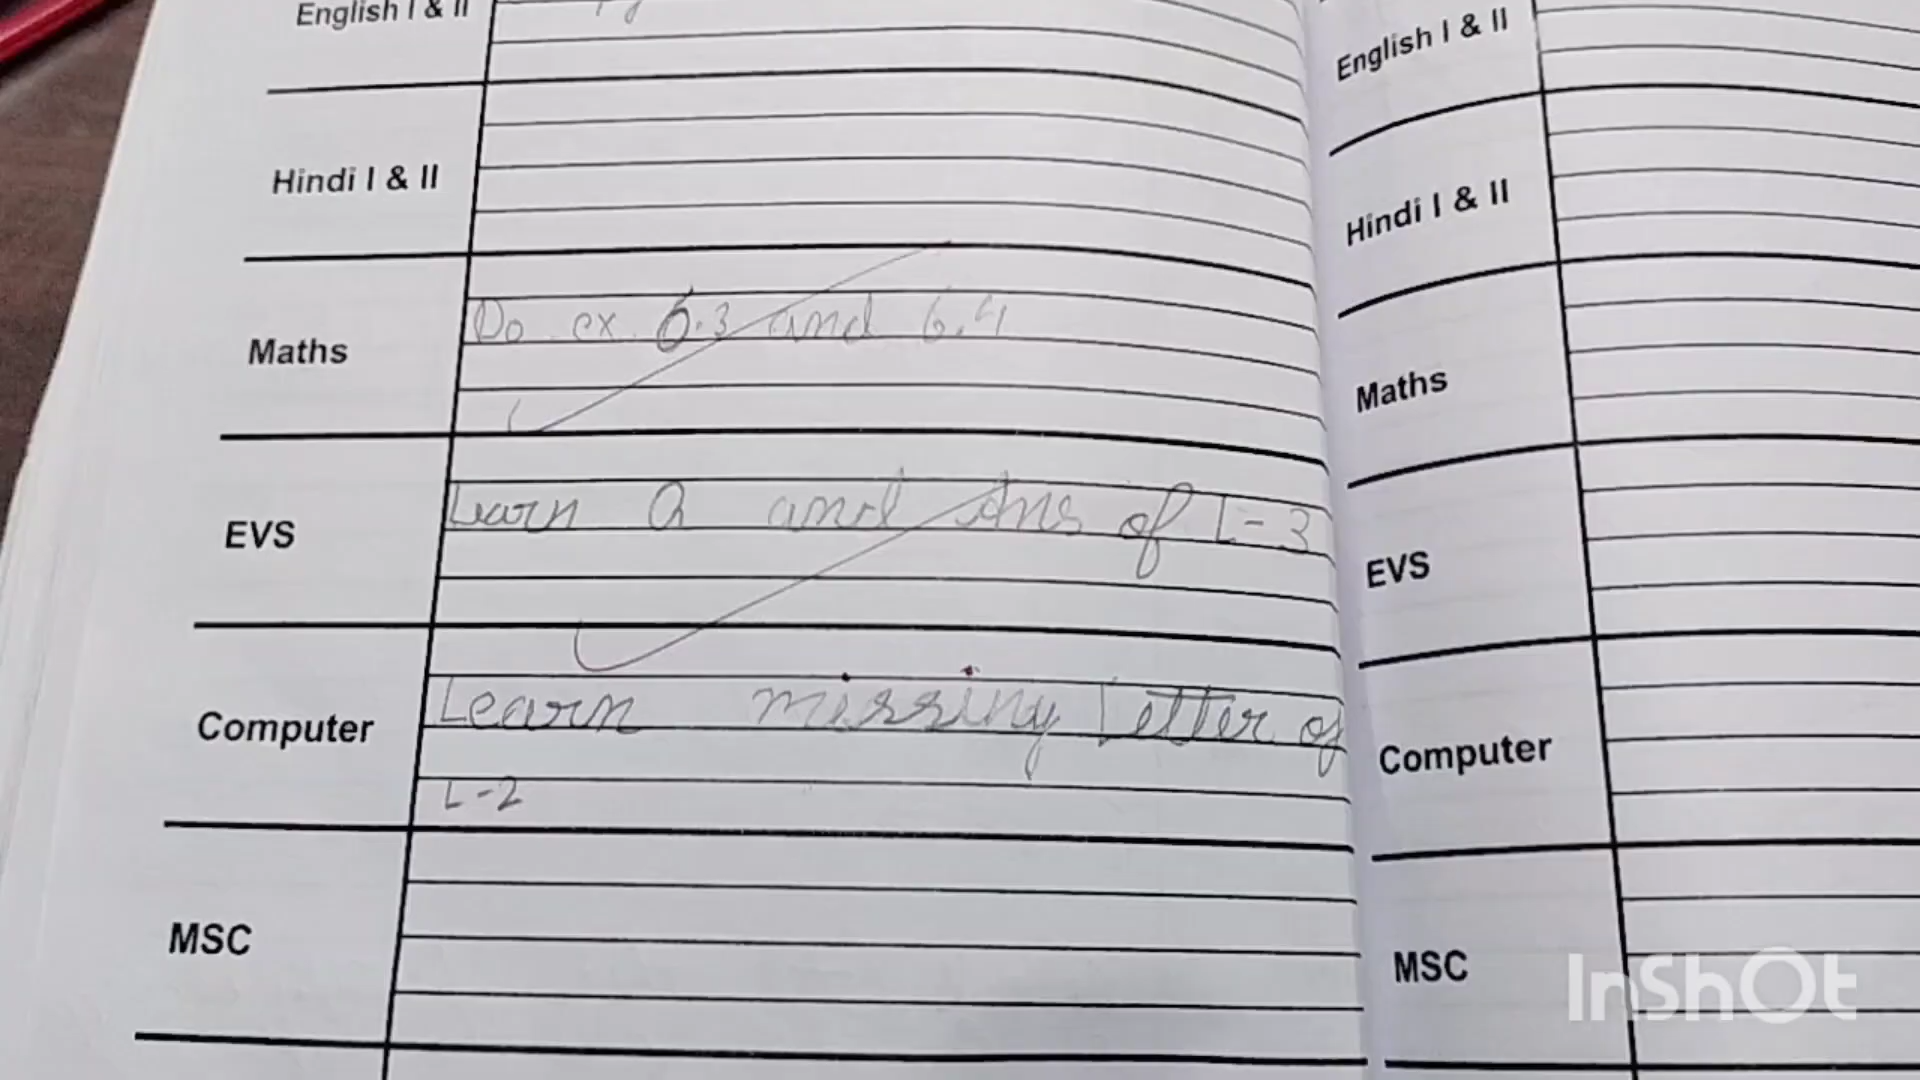 English I & II
Hindi I & II
Maths
Do ex. 6.3 and 6.4
EVS
Learn Q and Ans of L-3
Computer
Learn missing letter of
L-2
MSC
English I & II
Hindi I & II
Maths
EVS
Computer
MSC
InShOt